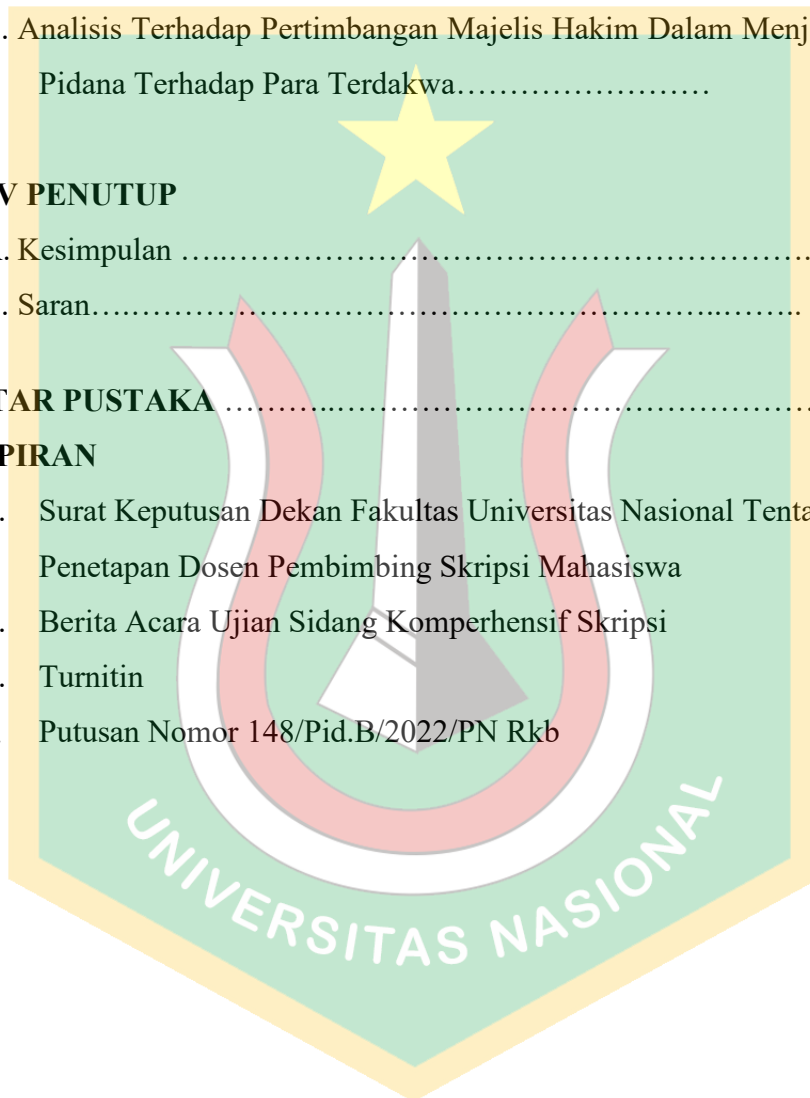 . Analisis Terhadap Pertimbangan Majelis Hakim Dalam Menj
Pidana Terhadap Para Terdakwa……………………
V PENUTUP
. Kesimpulan …..………………………………………………….
. Saran….………………………………………………….……..
TAR PUSTAKA ………..………………………………………
PIRAN
. Surat Keputusan Dekan Fakultas Universitas Nasional Tenta
Penetapan Dosen Pembimbing Skripsi Mahasiswa
. Berita Acara Ujian Sidang Komperhensif Skripsi
. Turnitin
. Putusan Nomor 148/Pid.B/2022/PN Rkb
UNIVERSITAS NASIONAL